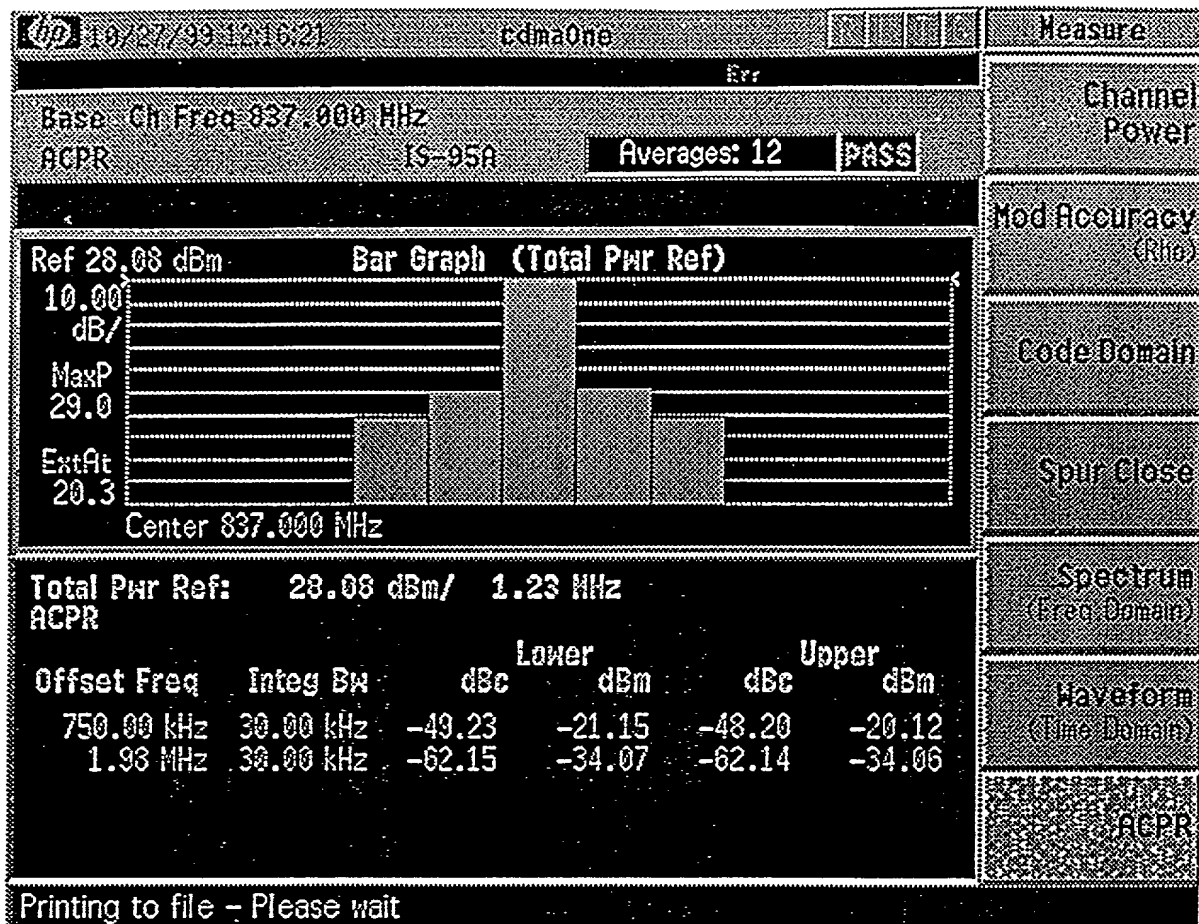 hp 10/27/99 12:16:21 cdmaOne
Measure
Err
Base Ch Freq 837.000 MHz
ACPR IS-95A Averages: 12 PASS
Channel
Power
Mod Accuracy
(Rho)
Code Domain
Spur Close
Spectrum
(Freq Domain)
Waveform
(Time Domain)
ACPR
Ref 28.08 dBm Bar Graph (Total Pwr Ref)
10.00
dB/
MaxP
29.0
ExtAt
20.3
Center 837.000 MHz
Total Pwr Ref: 28.08 dBm/ 1.23 MHz
ACPR
Lower Upper
Offset Freq Integ Bw dBc dBm dBc dBm
750.00 kHz 30.00 kHz -49.23 -21.15 -48.20 -20.12
1.98 MHz 30.00 kHz -62.15 -34.07 -62.14 -34.06
Printing to file - Please wait